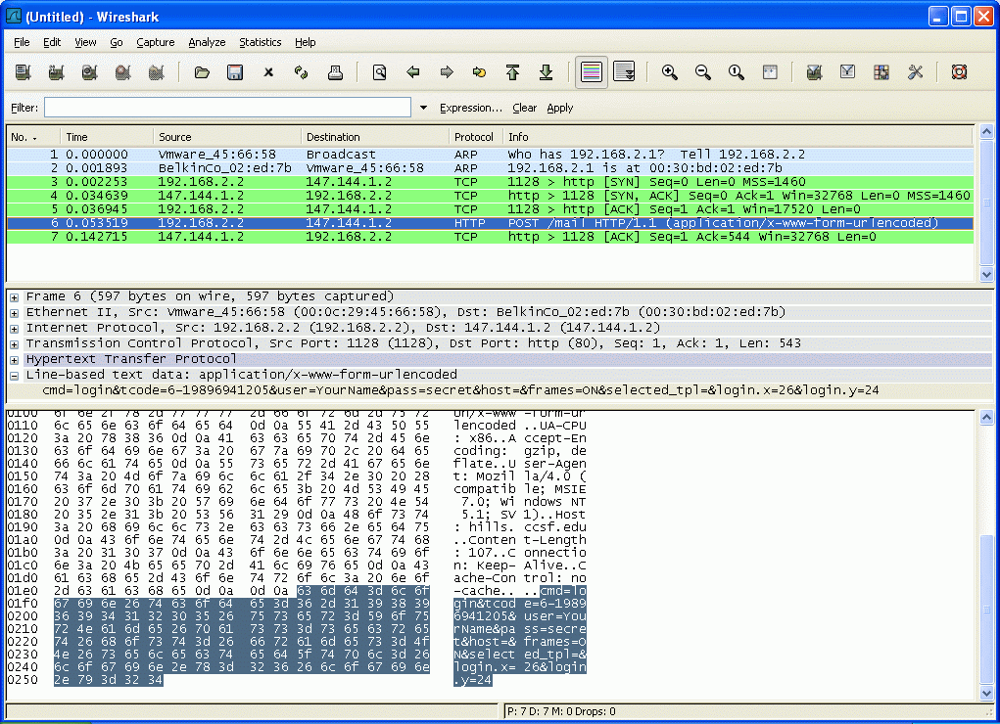 (Untitled) - Wireshark
File Edit View Go Capture Analyze Statistics Help
Filter: Expression... Clear Apply
No. - Time Source Destination Protocol Info
1 0.000000 Vmware_45:66:58 Broadcast ARP Who has 192.168.2.1? Tell 192.168.2.2
2 0.001893 BelkinCo_02:ed:7b Vmware_45:66:58 ARP 192.168.2.1 is at 00:30:bd:02:ed:7b
3 0.002253 192.168.2.2 147.144.1.2 TCP 1128 > http [SYN] Seq=0 Len=0 MSS=1460
4 0.034639 147.144.1.2 192.168.2.2 TCP http > 1128 [SYN, ACK] Seq=0 Ack=1 Win=32768 Len=0 MSS=1460
5 0.036945 192.168.2.2 147.144.1.2 TCP 1128 > http [ACK] Seq=1 Ack=1 Win=17520 Len=0
6 0.053519 192.168.2.2 147.144.1.2 HTTP POST /mail HTTP/1.1 (application/x-www-form-urlencoded)
7 0.142715 147.144.1.2 192.168.2.2 TCP http > 1128 [ACK] Seq=1 Ack=544 Win=32768 Len=0
Frame 6 (597 bytes on wire, 597 bytes captured)
Ethernet II, Src: Vmware_45:66:58 (00:0c:29:45:66:58), Dst: BelkinCo_02:ed:7b (00:30:bd:02:ed:7b)
Internet Protocol, Src: 192.168.2.2 (192.168.2.2), Dst: 147.144.1.2 (147.144.1.2)
Transmission Control Protocol, Src Port: 1128 (1128), Dst Port: http (80), Seq: 1, Ack: 1, Len: 543
Hypertext Transfer Protocol
Line-based text data: application/x-www-form-urlencoded
cmd=login&tcode=6-19896941205&user=YourName&pass=secret&host=&frames=ON&selected_tpl=&login.x=26&login.y=24
0100 6f 6e 2f 78 2d 77 77 77 2d 66 6f 72 6d 2d 75 72 on/x-www -form-ur
0110 6c 65 6e 63 6f 64 65 64 0d 0a 55 41 2d 43 50 55 lencoded ..UA-CPU
0120 3a 20 78 38 36 0d 0a 41 63 63 65 70 74 2d 45 6e : x86..A ccept-En
0130 63 6f 64 69 6e 67 3a 20 67 7a 69 70 2c 20 64 65 coding: gzip, de
0140 66 6c 61 74 65 0d 0a 55 73 65 72 2d 41 67 65 6e flate..U ser-Agen
0150 74 3a 20 4d 6f 7a 69 6c 6c 61 2f 34 2e 30 20 28 t: Mozil la/4.0 (
0160 63 6f 6d 70 61 74 69 62 6c 65 3b 20 4d 53 49 45 compatib le; MSIE
0170 20 37 2e 30 3b 20 57 69 6e 64 6f 77 73 20 4e 54 7.0; Wi ndows NT
0180 20 35 2e 31 3b 20 53 56 31 29 0d 0a 48 6f 73 74 5.1; SV 1)..Host
0190 3a 20 68 69 6c 6c 73 2e 63 63 73 66 2e 65 64 75 : hills. ccsf.edu
01a0 0d 0a 43 6f 6e 74 65 6e 74 2d 4c 65 6e 67 74 68 ..Conten t-Length
01b0 3a 20 31 30 37 0d 0a 43 6f 6e 6e 65 63 74 69 6f : 107..C onnectio
01c0 6e 3a 20 4b 65 65 70 2d 41 6c 69 76 65 0d 0a 43 n: Keep- Alive..C
01d0 61 63 68 65 2d 43 6f 6e 74 72 6f 6c 3a 20 6e 6f ache-Con trol: no
01e0 2d 63 61 63 68 65 0d 0a 0d 0a 63 6d 64 3d 6c 6f -cache.. ..cmd=lo
01f0 67 69 6e 26 74 63 6f 64 65 3d 36 2d 31 39 38 39 gin&tcod e=6-1989
0200 36 39 34 31 32 30 35 26 75 73 65 72 3d 59 6f 75 6941205& user=You
0210 72 4e 61 6d 65 26 70 61 73 73 3d 73 65 63 72 65 rName&pa ss=secre
0220 74 26 68 6f 73 74 3d 26 66 72 61 6d 65 73 3d 4f t&host=& frames=O
0230 4e 26 73 65 6c 65 63 74 65 64 5f 74 70 6c 3d 26 N&select ed_tpl=&
0240 6c 6f 67 69 6e 2e 78 3d 32 36 26 6c 6f 67 69 6e login.x= 26&login
0250 2e 79 3d 32 34 .y=24
P: 7 D: 7 M: 0 Drops: 0